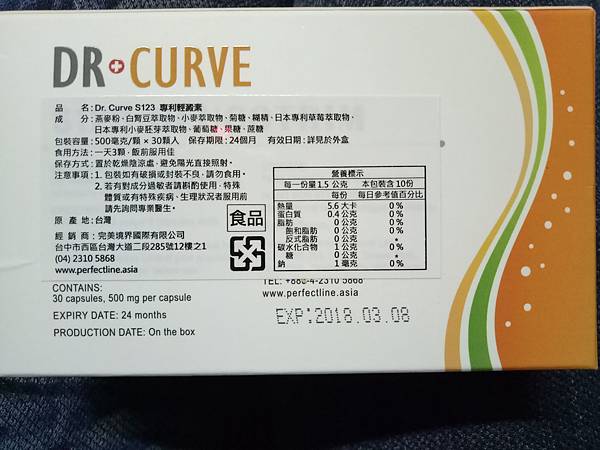 DR CURVE
品　　名:Dr. Curve S123 專利輕澱素
成　　分:燕麥粉、白腎豆萃取物、小麥萃取物、菊糖、糊精、日本專利草莓萃取物、
日本專利小麥胚芽萃取物、葡萄糖、果糖、蔗糖
包裝容量:500毫克/顆 × 30顆入　保存期限:24個月　有效日期:詳見於外盒
食用方法:一天3顆,飯前服用佳
保存方式:置於乾燥陰涼處,避免陽光直接照射。
注意事項:1. 包裝如有破損或封裝不良,請勿食用。
2. 若有對成分過敏者請斟酌使用,特殊
體質或有特殊疾病、生理狀況者服用前
請先詢問專業醫生。
原 產 地:台灣
經 銷 商:完美境界國際有限公司
台中市西區台灣大道二段285號12樓之1
(04) 2310 5868
www.perfectline.asia
食品
營養標示
每一份量 1.5 公克　本包裝含 10份
每份　每日參考值百分比
熱量 5.6 大卡 0%
蛋白質 0.4 公克 0%
脂肪 0 公克 0%
飽和脂肪 0 公克 0%
反式脂肪 0 公克 *
碳水化合物 1 公克 0%
糖 0 公克 *
鈉 1 毫克 0%
CONTAINS:
30 capsules, 500 mg per capsule
EXPIRY DATE: 24 months
PRODUCTION DATE: On the box
TEL: +886-4-2310 5868
www.perfectline.asia
EXP:2018.03.08